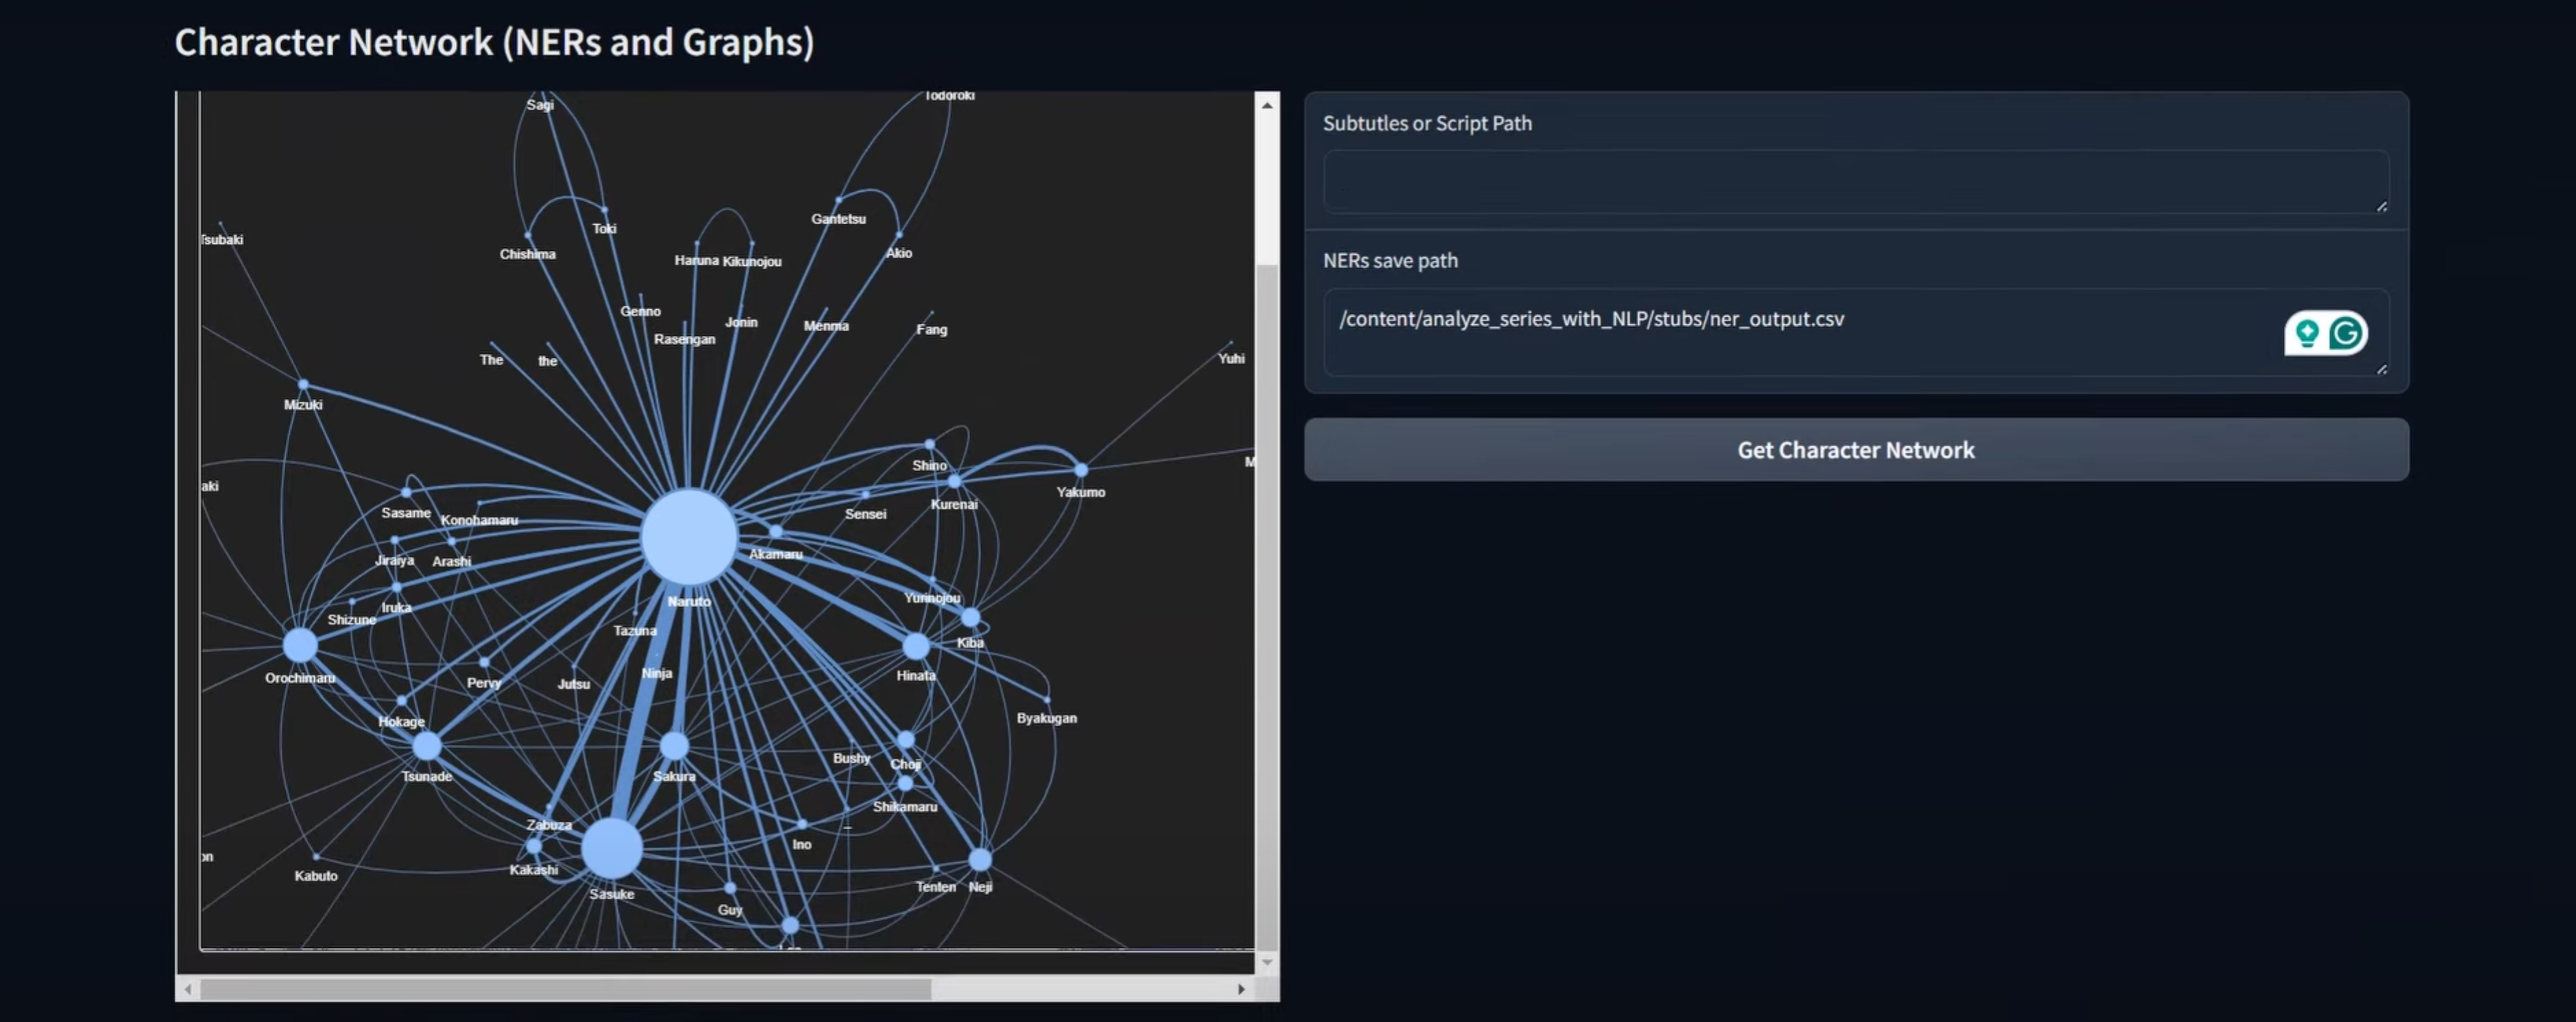 Character Network (NERs and Graphs)
Sagi
Todoroki
Toki
Gantetsu
Tsubaki
Chishima
Haruna
Kikunojou
Akio
Genno
Jonin
Menma
Fang
Rasengan
The
the
Yuhi
Mizuki
Shino
M
aki
Yakumo
Sasame
Konohamaru
Sensei
Kurenai
Jiraiya
Arashi
Akamaru
Naruto
Yurinojou
Iruka
Shizune
Tazuna
Kiba
Orochimaru
Pervy
Jutsu
Ninja
Hinata
Hokage
Byakugan
Tsunade
Sakura
Bushy
Choji
Shikamaru
Zabuza
_
Ino
on
Kabuto
Kakashi
Sasuke
Tenten
Neji
Guy
Subtutles or Script Path
NERs save path
/content/analyze_series_with_NLP/stubs/ner_output.csv
Get Character Network